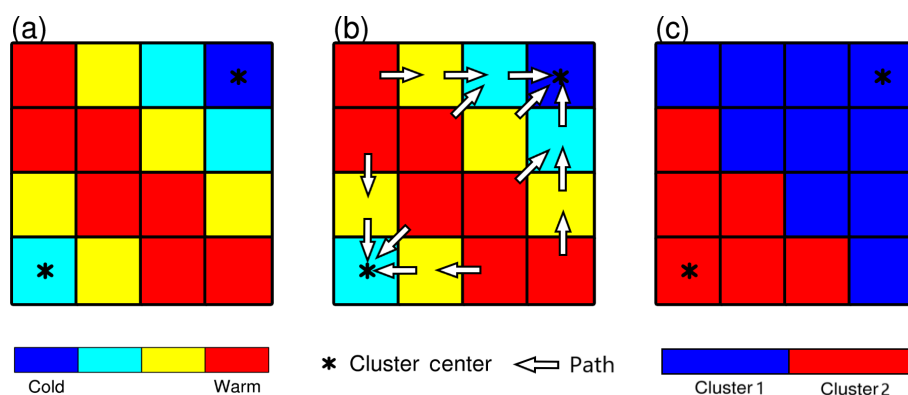 (a) (b) (c)
Cold Warm
* Cluster center Path
Cluster 1 Cluster 2